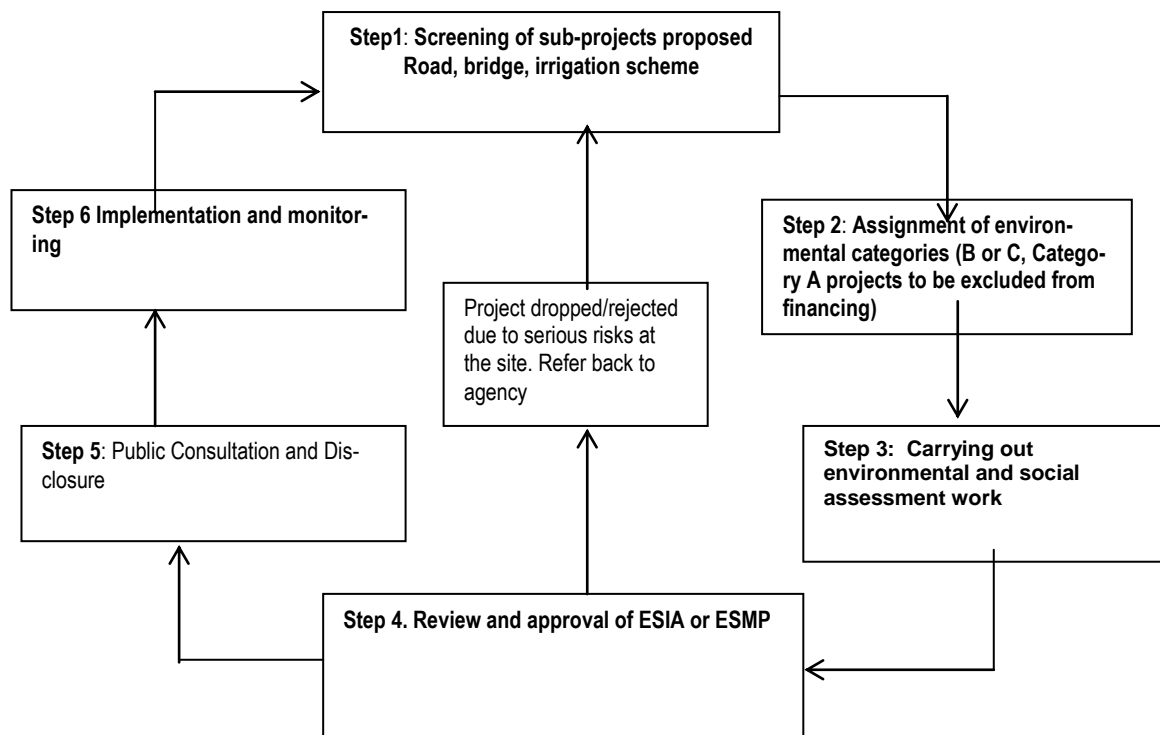 Step1: Screening of sub-projects proposed
Road, bridge, irrigation scheme
Step 2: Assignment of environ-
mental categories (B or C, Catego-
ry A projects to be excluded from
financing)
Step 3:  Carrying out
environmental and social
assessment work
Step 4. Review and approval of ESIA or ESMP
Project dropped/rejected
due to serious risks at
the site. Refer back to
agency
Step 5: Public Consultation and Dis-
closure
Step 6 Implementation and monitor-
ing